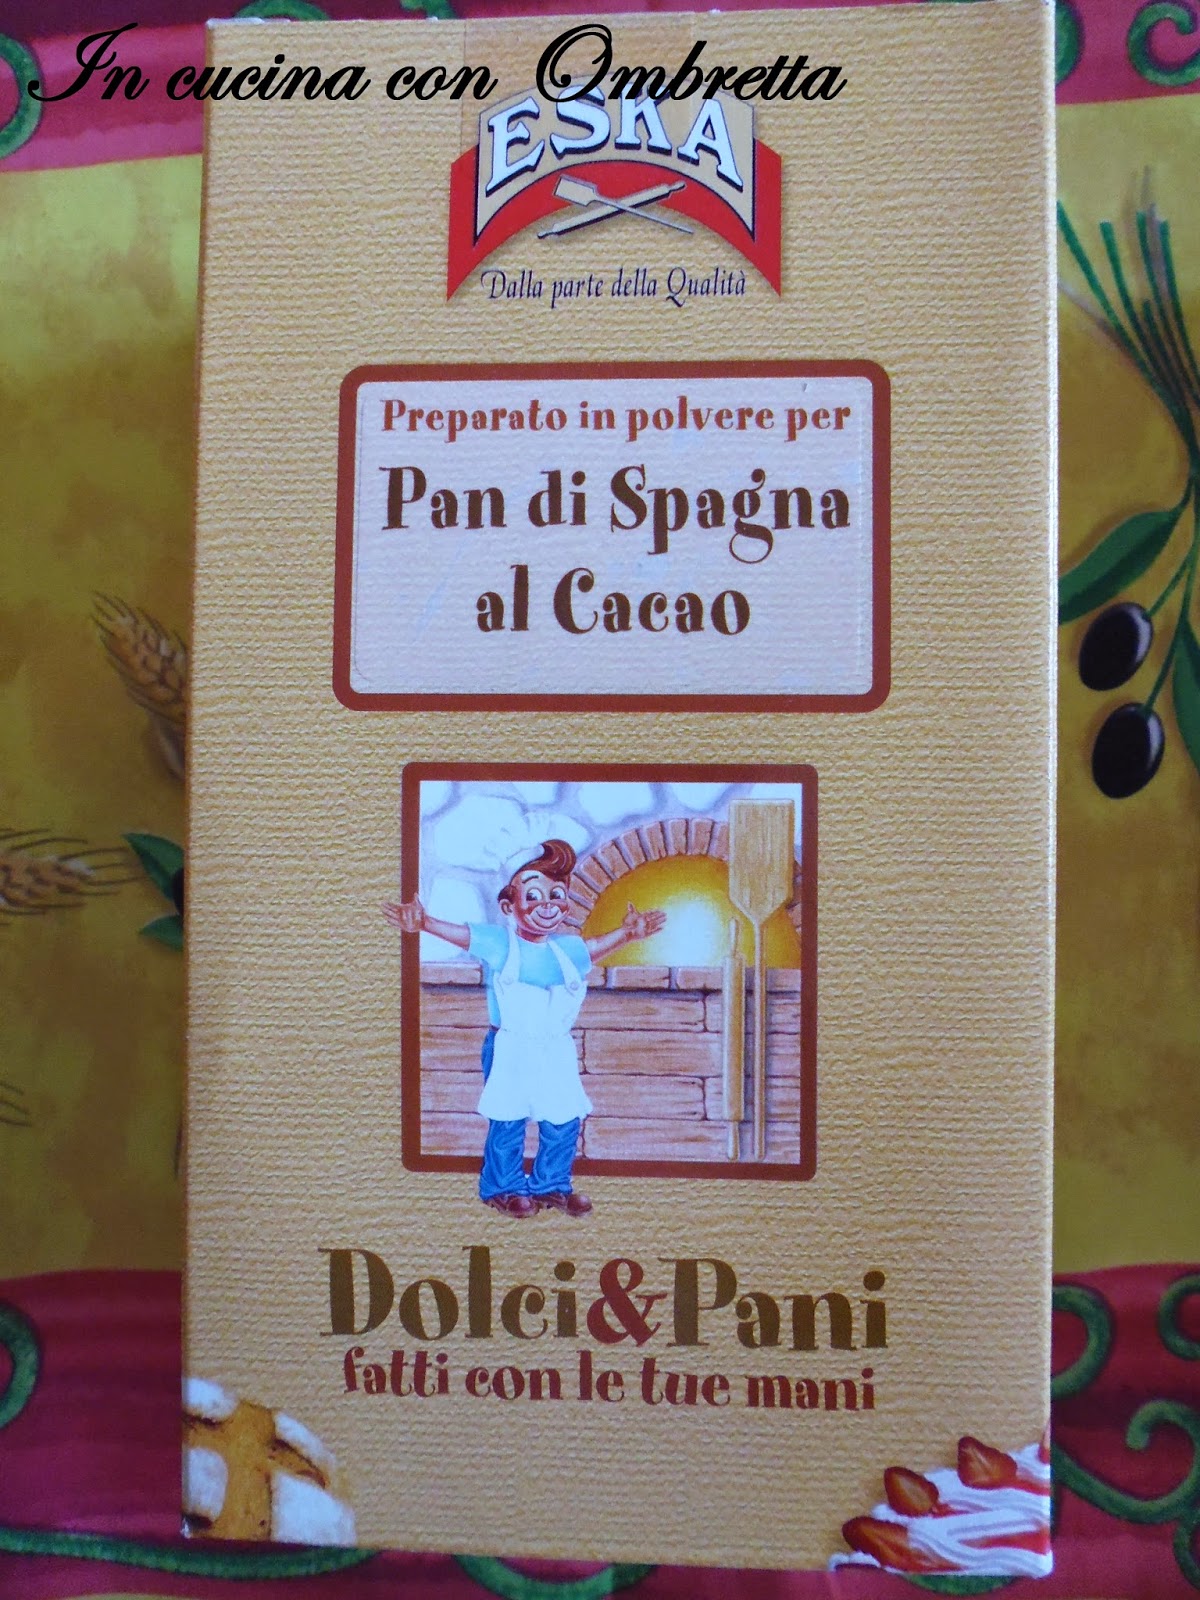 In cucina con Ombretta
ESKA
Dalla parte della Qualità
Preparato in polvere per
Pan di Spagna
al Cacao
Dolci&Pani
fatti con le tue mani